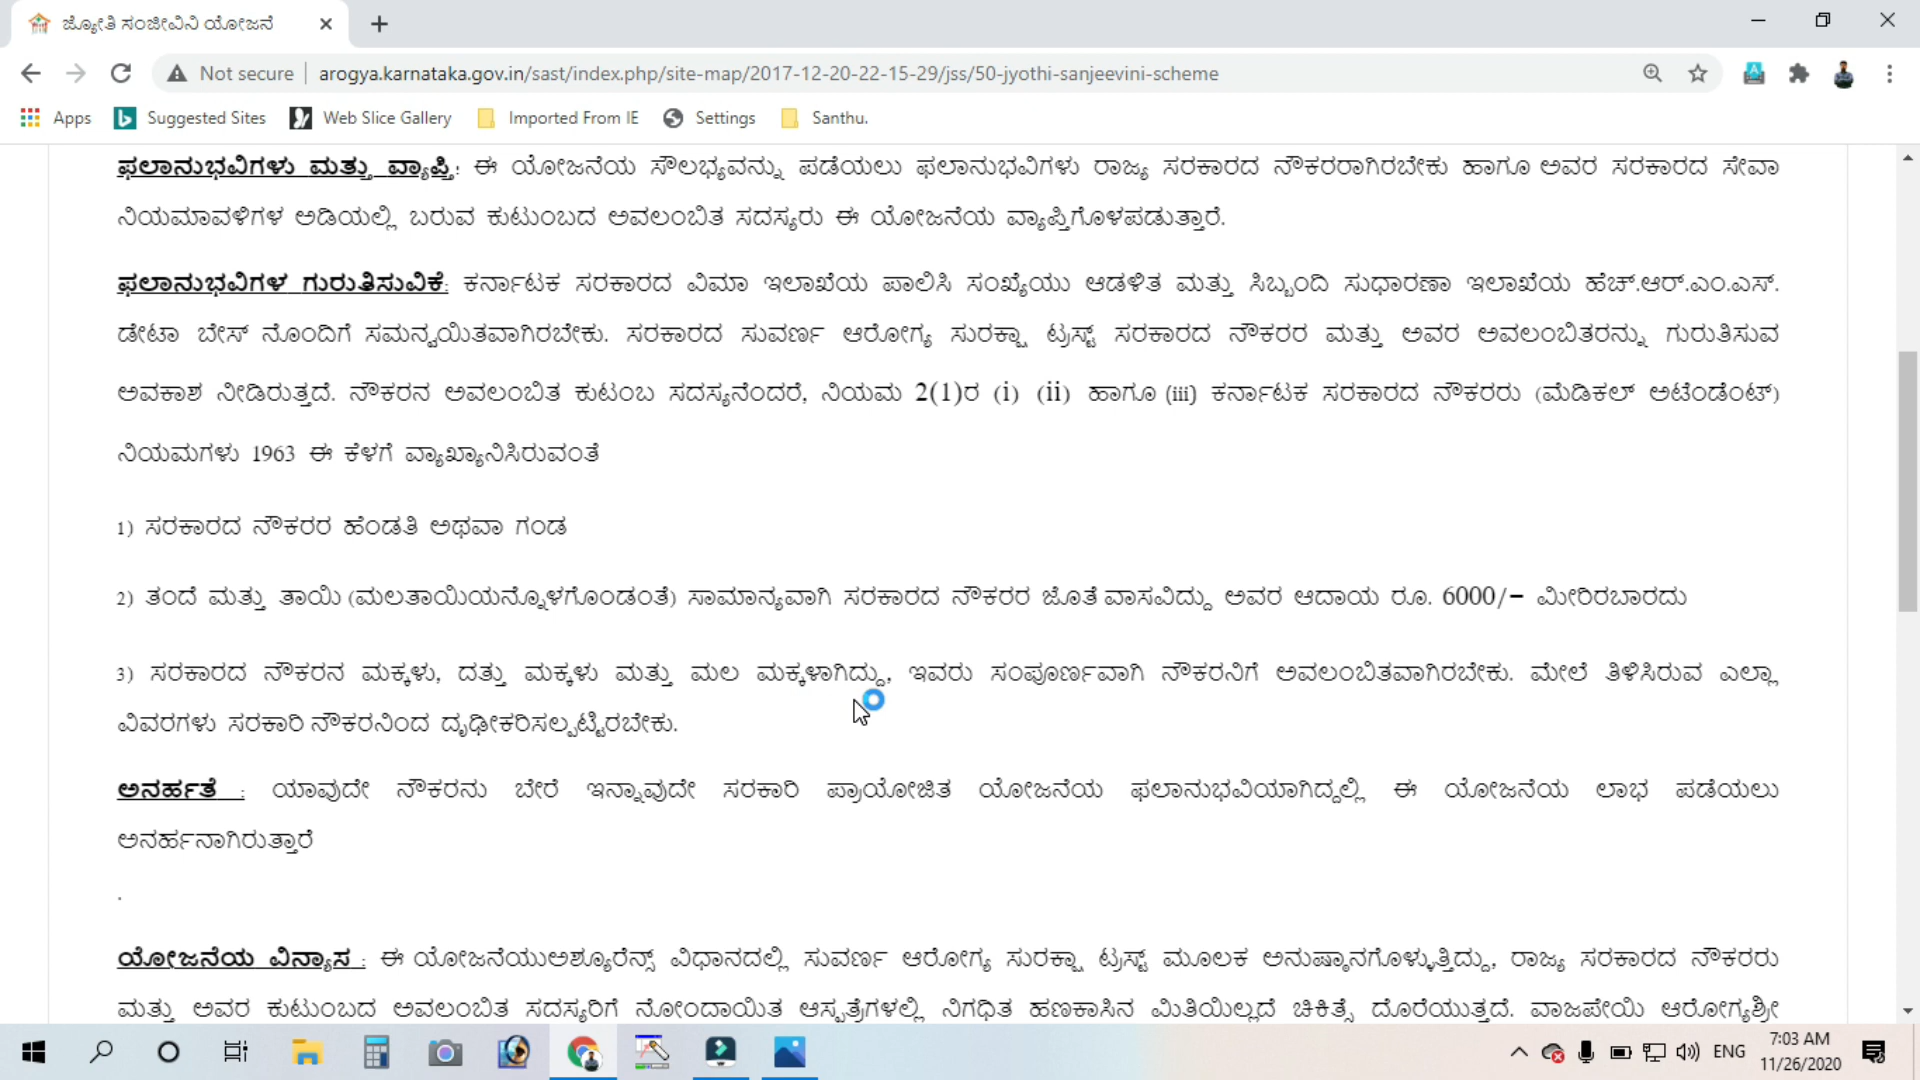 ಜ್ಯೋತಿ ಸಂಜೀವಿನಿ ಯೋಜನೆ
Not secure arogya.karnataka.gov.in/sast/index.php/site-map/2017-12-20-22-15-29/jss/50-jyothi-sanjeevini-scheme
Apps Suggested Sites Web Slice Gallery Imported From IE Settings Santhu.
ಫಲಾನುಭವಿಗಳು ಮತ್ತು ವ್ಯಾಪ್ತಿ: ಈ ಯೋಜನೆಯ ಸೌಲಭ್ಯವನ್ನು ಪಡೆಯಲು ಫಲಾನುಭವಿಗಳು ರಾಜ್ಯ ಸರಕಾರದ ನೌಕರರಾಗಿರಬೇಕು ಹಾಗೂ ಅವರ ಸರಕಾರದ ಸೇವಾ
ನಿಯಮಾವಳಿಗಳ ಅಡಿಯಲ್ಲಿ ಬರುವ ಕುಟುಂಬದ ಅವಲಂಬಿತ ಸದಸ್ಯರು ಈ ಯೋಜನೆಯ ವ್ಯಾಪ್ತಿಗೊಳಪಡುತ್ತಾರೆ.
ಫಲಾನುಭವಿಗಳ ಗುರುತಿಸುವಿಕೆ: ಕರ್ನಾಟಕ ಸರಕಾರದ ವಿಮಾ ಇಲಾಖೆಯ ಪಾಲಿಸಿ ಸಂಖ್ಯೆಯು ಆಡಳಿತ ಮತ್ತು ಸಿಬ್ಬಂದಿ ಸುಧಾರಣಾ ಇಲಾಖೆಯ ಹೆಚ್.ಆರ್.ಎಂ.ಎಸ್.
ಡೇಟಾ ಬೇಸ್ ನೊಂದಿಗೆ ಸಮನ್ವಯಿತವಾಗಿರಬೇಕು. ಸರಕಾರದ ಸುವರ್ಣ ಆರೋಗ್ಯ ಸುರಕ್ಷಾ ಟ್ರಸ್ಟ್ ಸರಕಾರದ ನೌಕರರ ಮತ್ತು ಅವರ ಅವಲಂಬಿತರನ್ನು ಗುರುತಿಸುವ
ಅವಕಾಶ ನೀಡಿರುತ್ತದೆ. ನೌಕರನ ಅವಲಂಬಿತ ಕುಟಂಬ ಸದಸ್ಯನೆಂದರೆ, ನಿಯಮ 2(1)ರ (i) (ii) ಹಾಗೂ (iii) ಕರ್ನಾಟಕ ಸರಕಾರದ ನೌಕರರು (ಮೆಡಿಕಲ್ ಅಟೆಂಡೆಂಟ್)
ನಿಯಮಗಳು 1963 ಈ ಕೆಳಗೆ ವ್ಯಾಖ್ಯಾನಿಸಿರುವಂತೆ
1) ಸರಕಾರದ ನೌಕರರ ಹೆಂಡತಿ ಅಥವಾ ಗಂಡ
2) ತಂದೆ ಮತ್ತು ತಾಯಿ (ಮಲತಾಯಿಯನ್ನೊಳಗೊಂಡಂತೆ) ಸಾಮಾನ್ಯವಾಗಿ ಸರಕಾರದ ನೌಕರರ ಜೊತೆ ವಾಸವಿದ್ದು ಅವರ ಆದಾಯ ರೂ. 6000/– ಮೀರಿರಬಾರದು
3) ಸರಕಾರದ ನೌಕರನ ಮಕ್ಕಳು, ದತ್ತು ಮಕ್ಕಳು ಮತ್ತು ಮಲ ಮಕ್ಕಳಾಗಿದ್ದು, ಇವರು ಸಂಪೂರ್ಣವಾಗಿ ನೌಕರನಿಗೆ ಅವಲಂಬಿತವಾಗಿರಬೇಕು. ಮೇಲೆ ತಿಳಿಸಿರುವ ಎಲ್ಲಾ
ವಿವರಗಳು ಸರಕಾರಿ ನೌಕರನಿಂದ ದೃಢೀಕರಿಸಲ್ಪಟ್ಟಿರಬೇಕು.
ಅನರ್ಹತೆ : ಯಾವುದೇ ನೌಕರನು ಬೇರೆ ಇನ್ನಾವುದೇ ಸರಕಾರಿ ಪ್ರಾಯೋಜಿತ ಯೋಜನೆಯ ಫಲಾನುಭವಿಯಾಗಿದ್ದಲ್ಲಿ ಈ ಯೋಜನೆಯ ಲಾಭ ಪಡೆಯಲು
ಅನರ್ಹನಾಗಿರುತ್ತಾರೆ
.
ಯೋಜನೆಯ ವಿನ್ಯಾಸ : ಈ ಯೋಜನೆಯುಅಶ್ಯೂರೆನ್ಸ್ ವಿಧಾನದಲ್ಲಿ ಸುವರ್ಣ ಆರೋಗ್ಯ ಸುರಕ್ಷಾ ಟ್ರಸ್ಟ್ ಮೂಲಕ ಅನುಷ್ಠಾನಗೊಳ್ಳುತ್ತಿದ್ದು, ರಾಜ್ಯ ಸರಕಾರದ ನೌಕರರು
ಮತ್ತು ಅವರ ಕುಟುಂಬದ ಅವಲಂಬಿತ ಸದಸ್ಯರಿಗೆ ನೋಂದಾಯಿತ ಆಸ್ಪತ್ರೆಗಳಲ್ಲಿ ನಿಗಧಿತ ಹಣಕಾಸಿನ ಮಿತಿಯಿಲ್ಲದೆ ಚಿಕಿತ್ಸೆ ದೊರೆಯುತ್ತದೆ. ವಾಜಪೇಯಿ ಆರೋಗ್ಯಶ್ರೀ
ENG 7:03 AM
11/26/2020